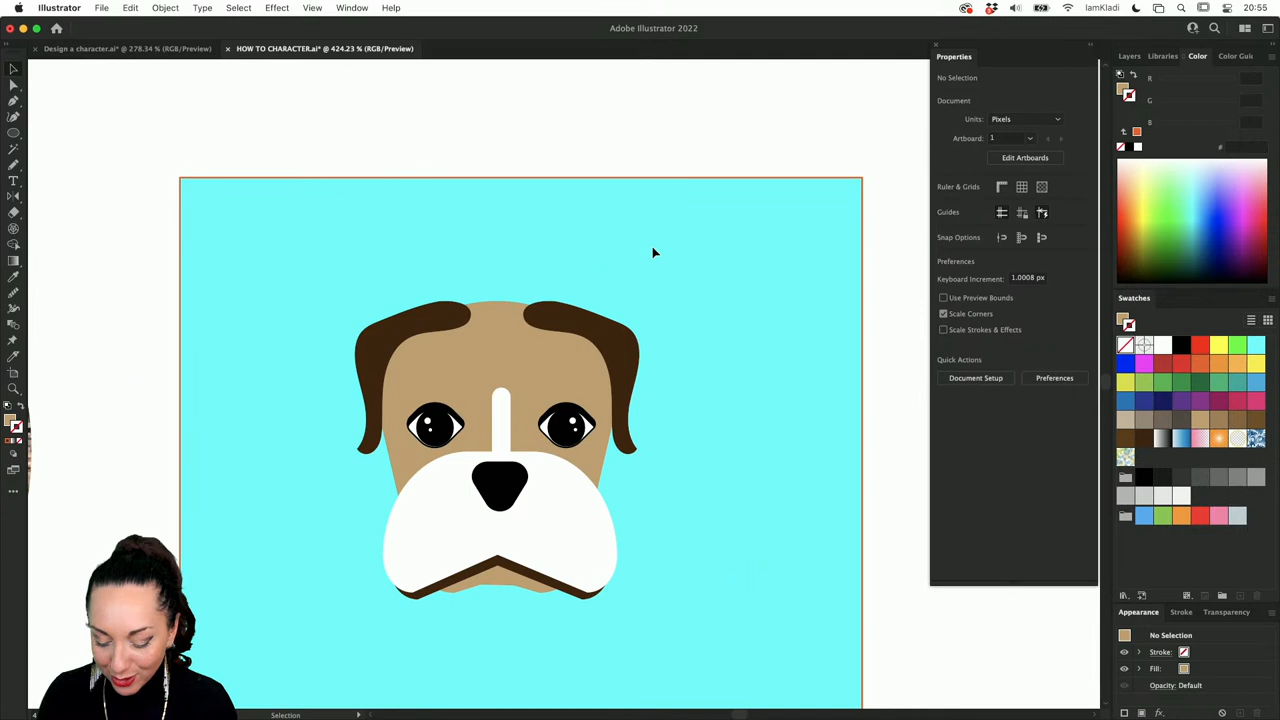 Illustrator File Edit Object Type Select Effect View Window Help IamKladi 20:55
Adobe Illustrator 2022
Design a character.ai* @ 278.34 % (RGB/Preview) HOW TO CHARACTER.ai* @ 424.23 % (RGB/Preview)
Properties
Layers Libraries Color Color Gui
No Selection
R
Document
G
Units: Pixels
B
Artboard: 1
#
Edit Artboards
Ruler & Grids
Guides
Snap Options
Preferences
Keyboard Increment: 1.0008 px
Use Preview Bounds
Scale Corners
Scale Strokes & Effects
Quick Actions
Document Setup Preferences
Swatches
Appearance Stroke Transparency
No Selection
Stroke:
Fill:
Opacity: Default
4
Selection